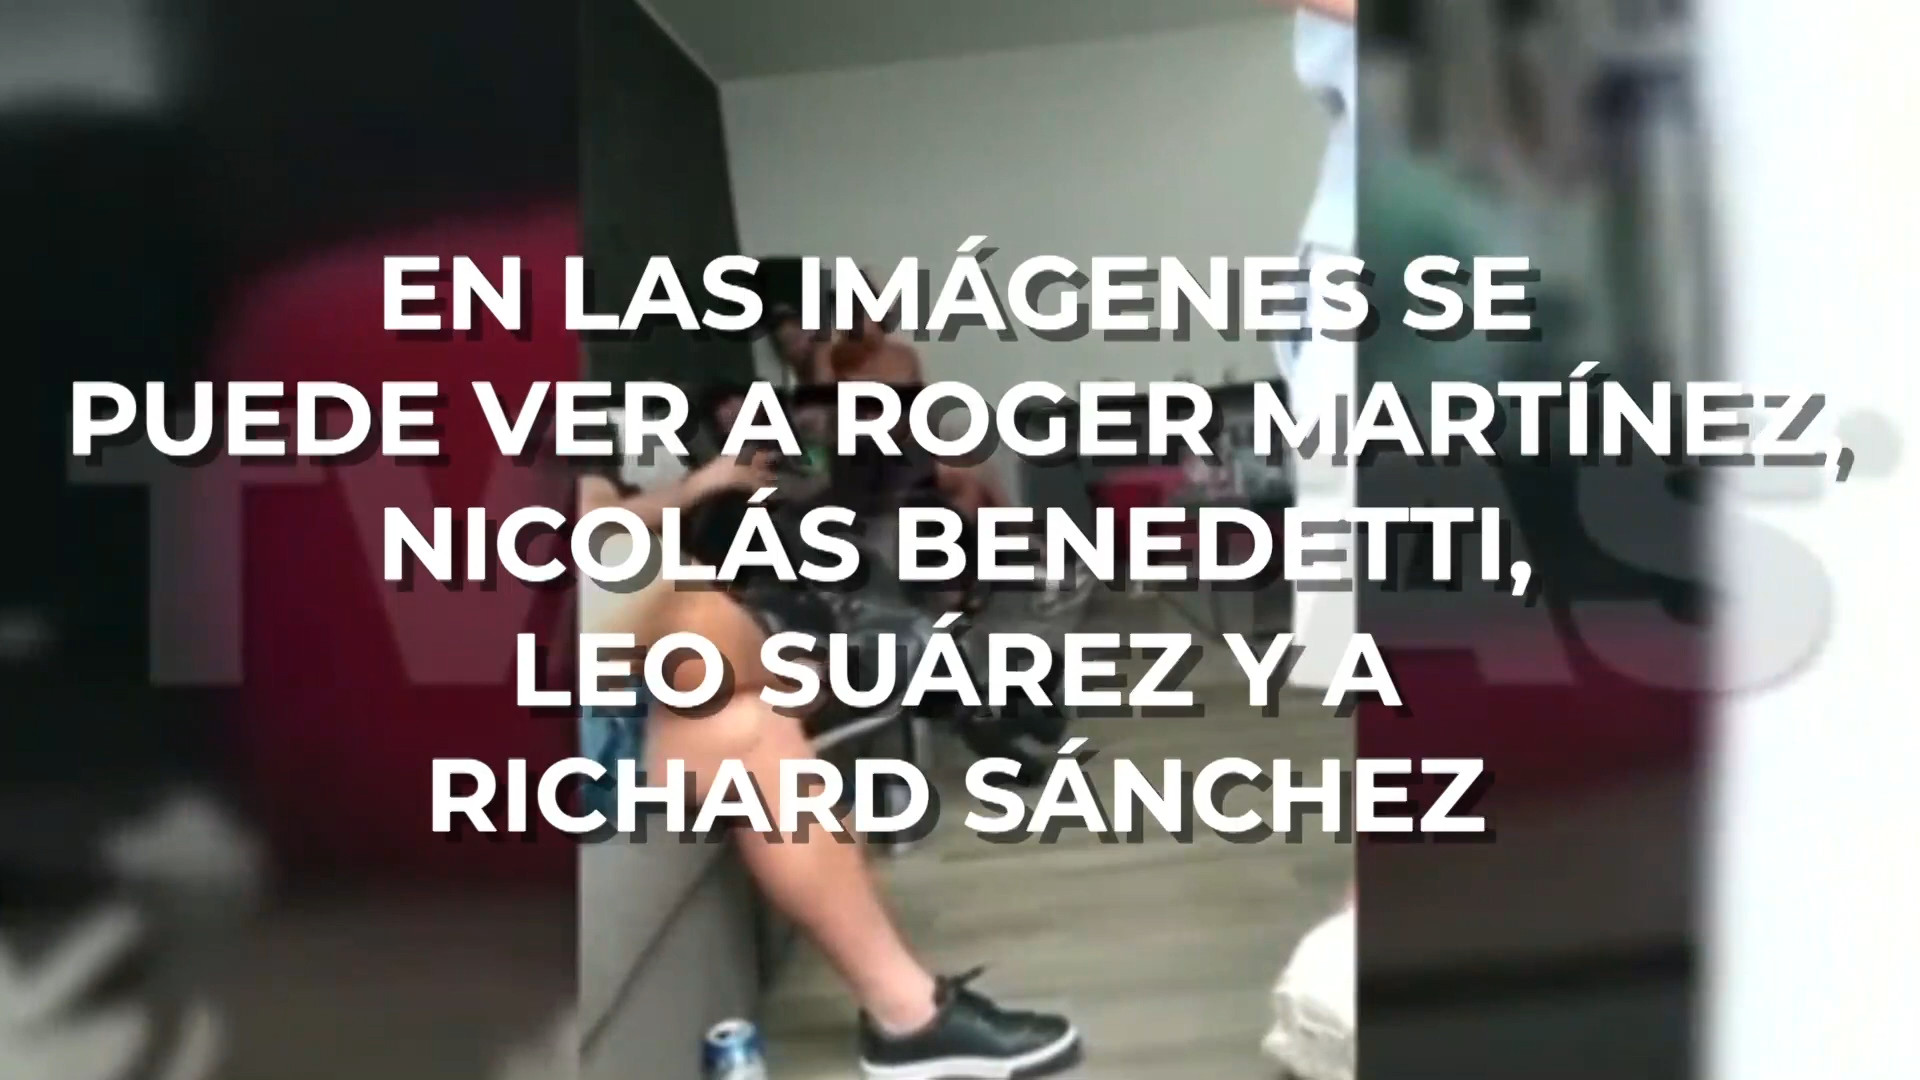 EN LAS IMÁGENES SE
PUEDE VER A ROGER MARTÍNEZ,
NICOLÁS BENEDETTI,
LEO SUÁREZ Y A
RICHARD SÁNCHEZ